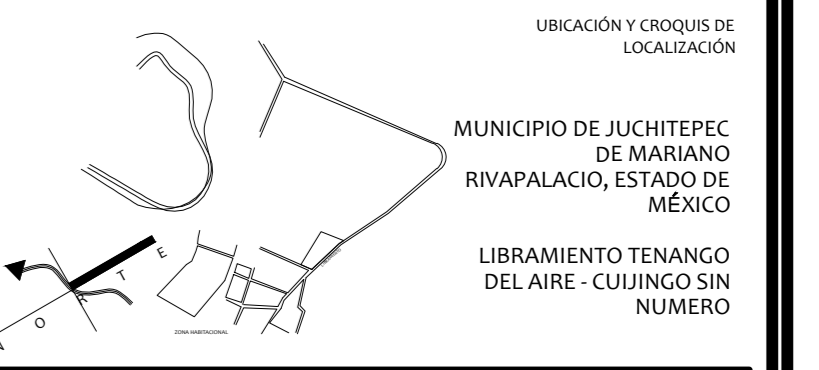 UBICACIÓN Y CROQUIS DE
LOCALIZACIÓN
MUNICIPIO DE JUCHITEPEC
DE MARIANO
RIVAPALACIO, ESTADO DE
MÉXICO
LIBRAMIENTO TENANGO
DEL AIRE - CUIJINGO SIN
NUMERO
O R T E
ZONA HABITACIONAL